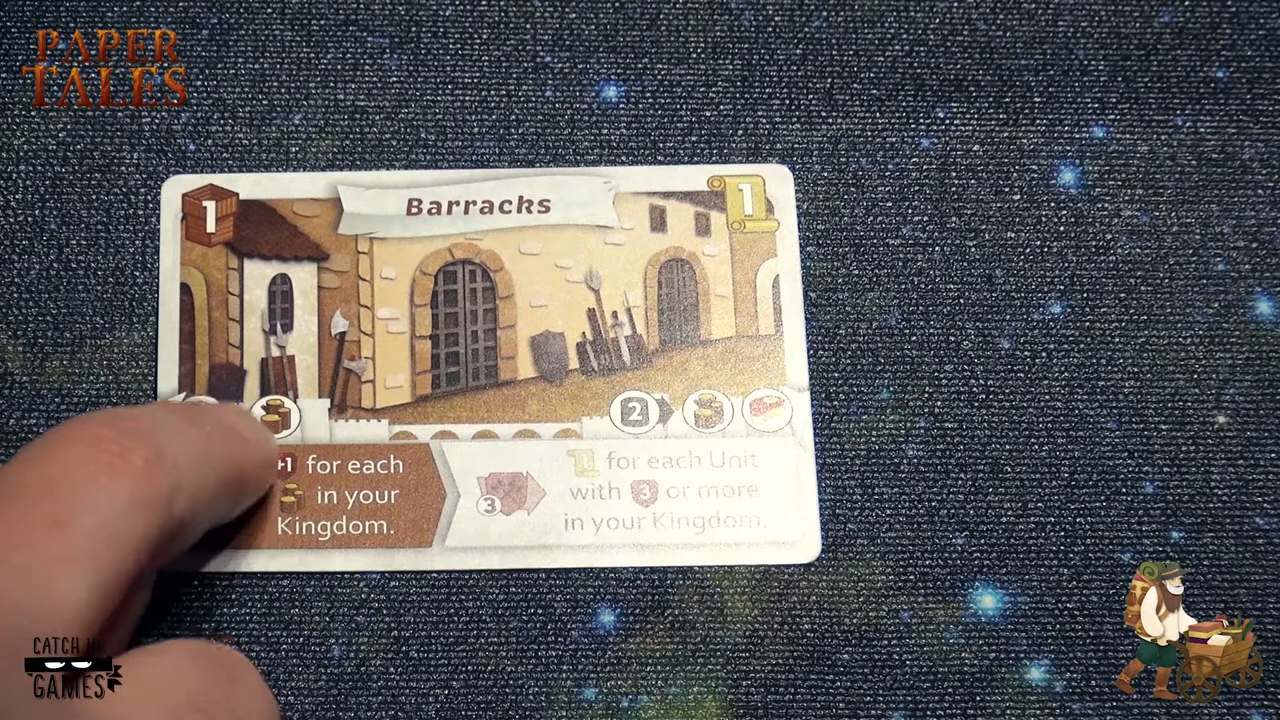 PAPER
TALES
1
Barracks
1
2
+1 for each
in your
Kingdom.
3
for each Unit
with 3 or more
in your Kingdom.
CATCH UP
GAMES